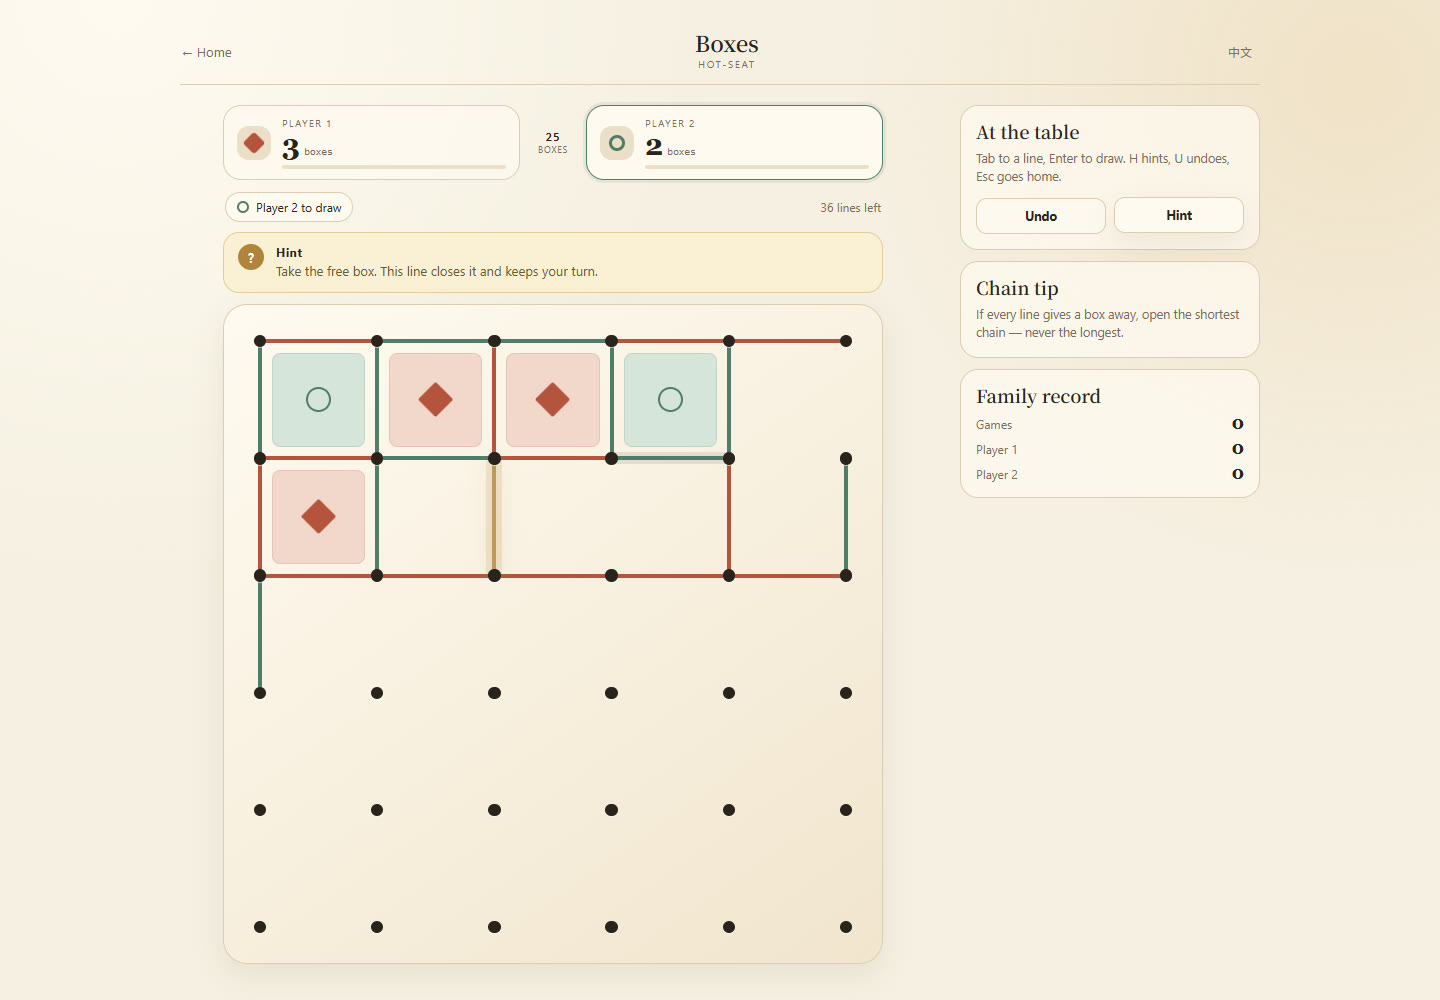 ← Home
Boxes
HOT-SEAT
中文
PLAYER 1
3 boxes
25
BOXES
PLAYER 2
2 boxes
Player 2 to draw
36 lines left
?
Hint
Take the free box. This line closes it and keeps your turn.
At the table
Tab to a line, Enter to draw. H hints, U undoes,
Esc goes home.
Undo
Hint
Chain tip
If every line gives a box away, open the shortest
chain — never the longest.
Family record
Games 0
Player 1 0
Player 2 0